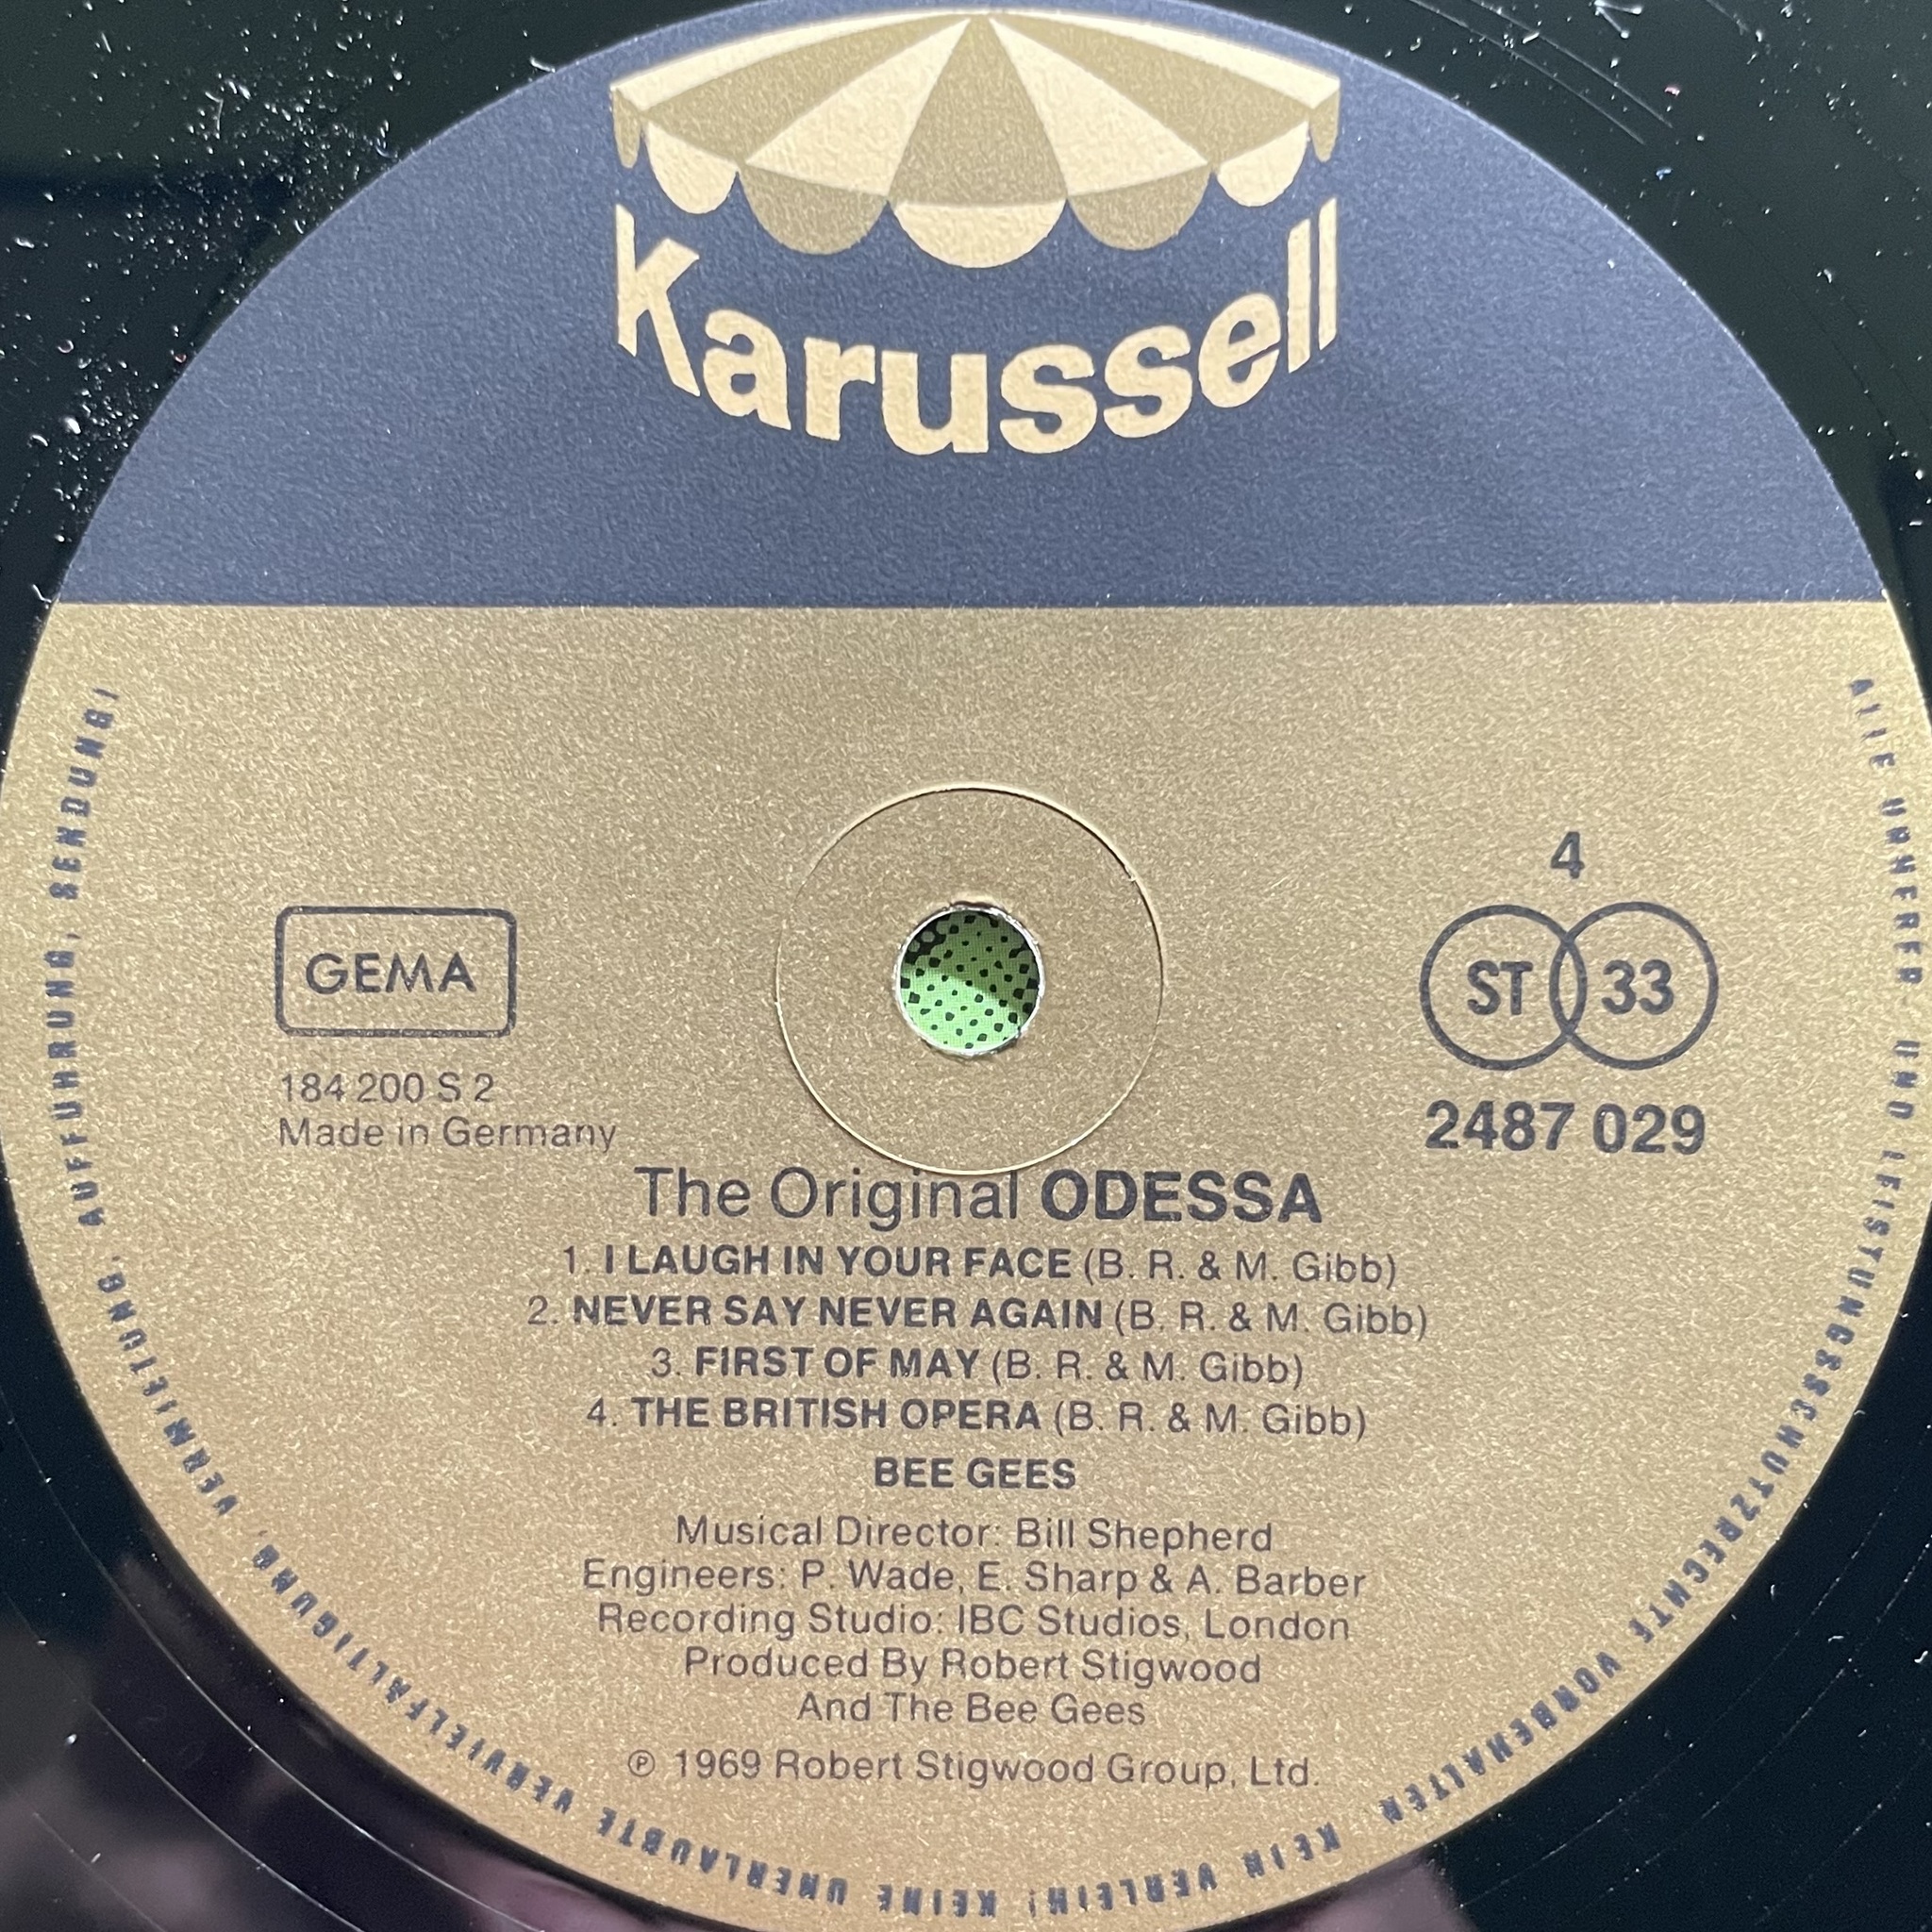 Karussell
GEMA
184 200 S 2
Made in Germany
4
ST 33
2487 029
The Original ODESSA
1. I LAUGH IN YOUR FACE (B. R. & M. Gibb)
2. NEVER SAY NEVER AGAIN (B. R. & M. Gibb)
3. FIRST OF MAY (B. R. & M. Gibb)
4. THE BRITISH OPERA (B. R. & M. Gibb)
BEE GEES
Musical Director: Bill Shepherd
Engineers: P. Wade, E. Sharp & A. Barber
Recording Studio: IBC Studios, London
Produced By Robert Stigwood
And The Bee Gees
℗ 1969 Robert Stigwood Group, Ltd.
ALLE URHEBER- UND LEISTUNGSSCHUTZRECHTE VORBEHALTEN KEIN VERLEIH! KEINE UNERLAUBTE VERVIELFÄLTIGUNG, VERMIETUNG, AUFFÜHRUNG, SENDUNG!